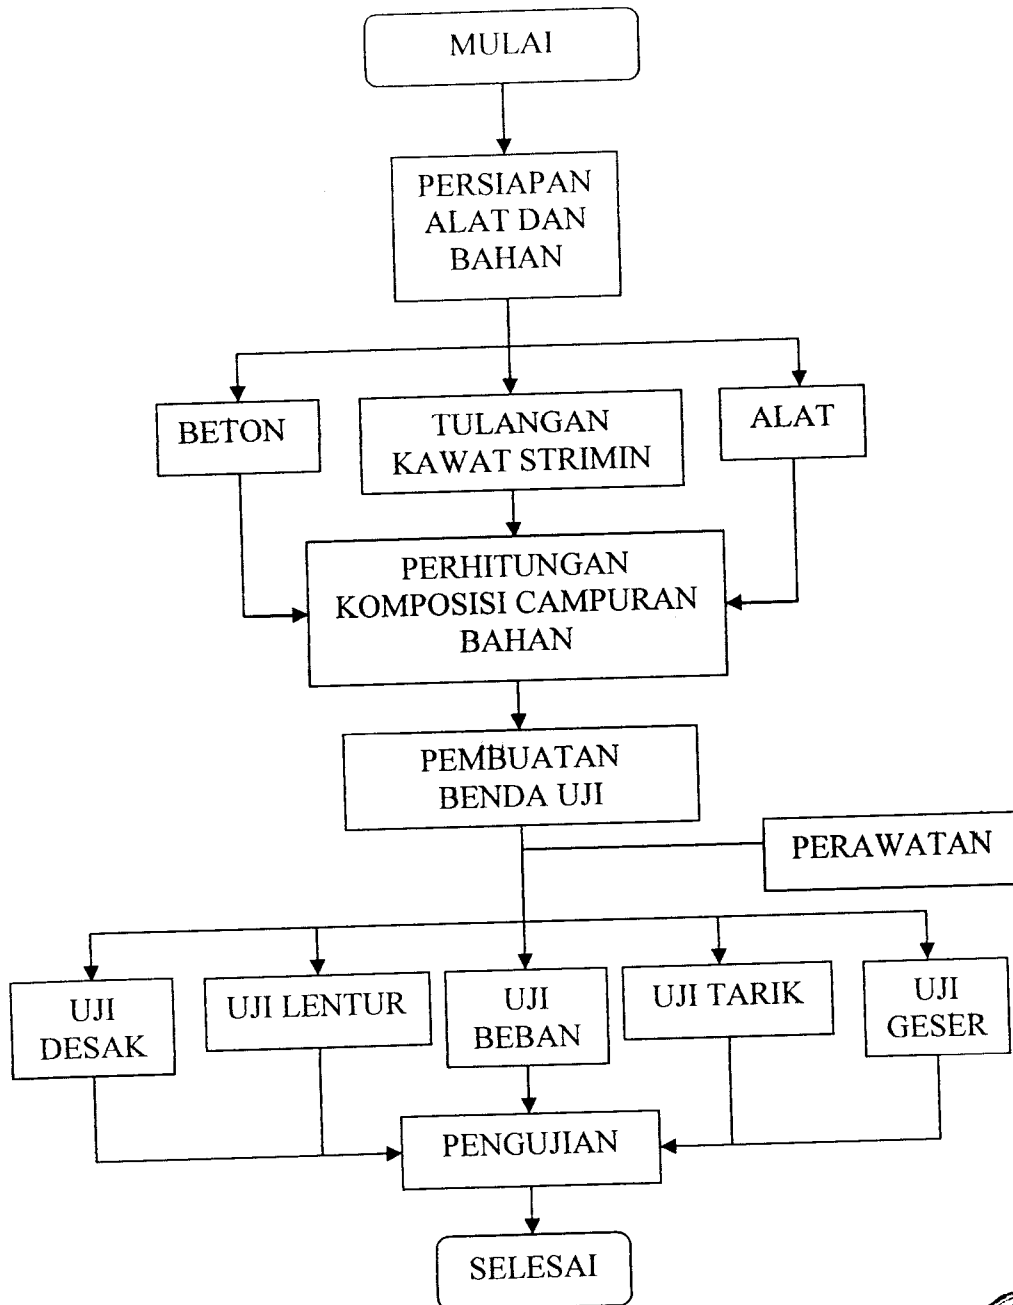 MULAI
PERSIAPAN
ALAT DAN
BAHAN
BETON
TULANGAN
KAWAT STRIMIN
ALAT
PERHITUNGAN
KOMPOSISI CAMPURAN
BAHAN
PEMBUATAN
BENDA UJI
PERAWATAN
UJI
DESAK
UJI LENTUR
UJI
BEBAN
UJI TARIK
UJI
GESER
PENGUJIAN
SELESAI